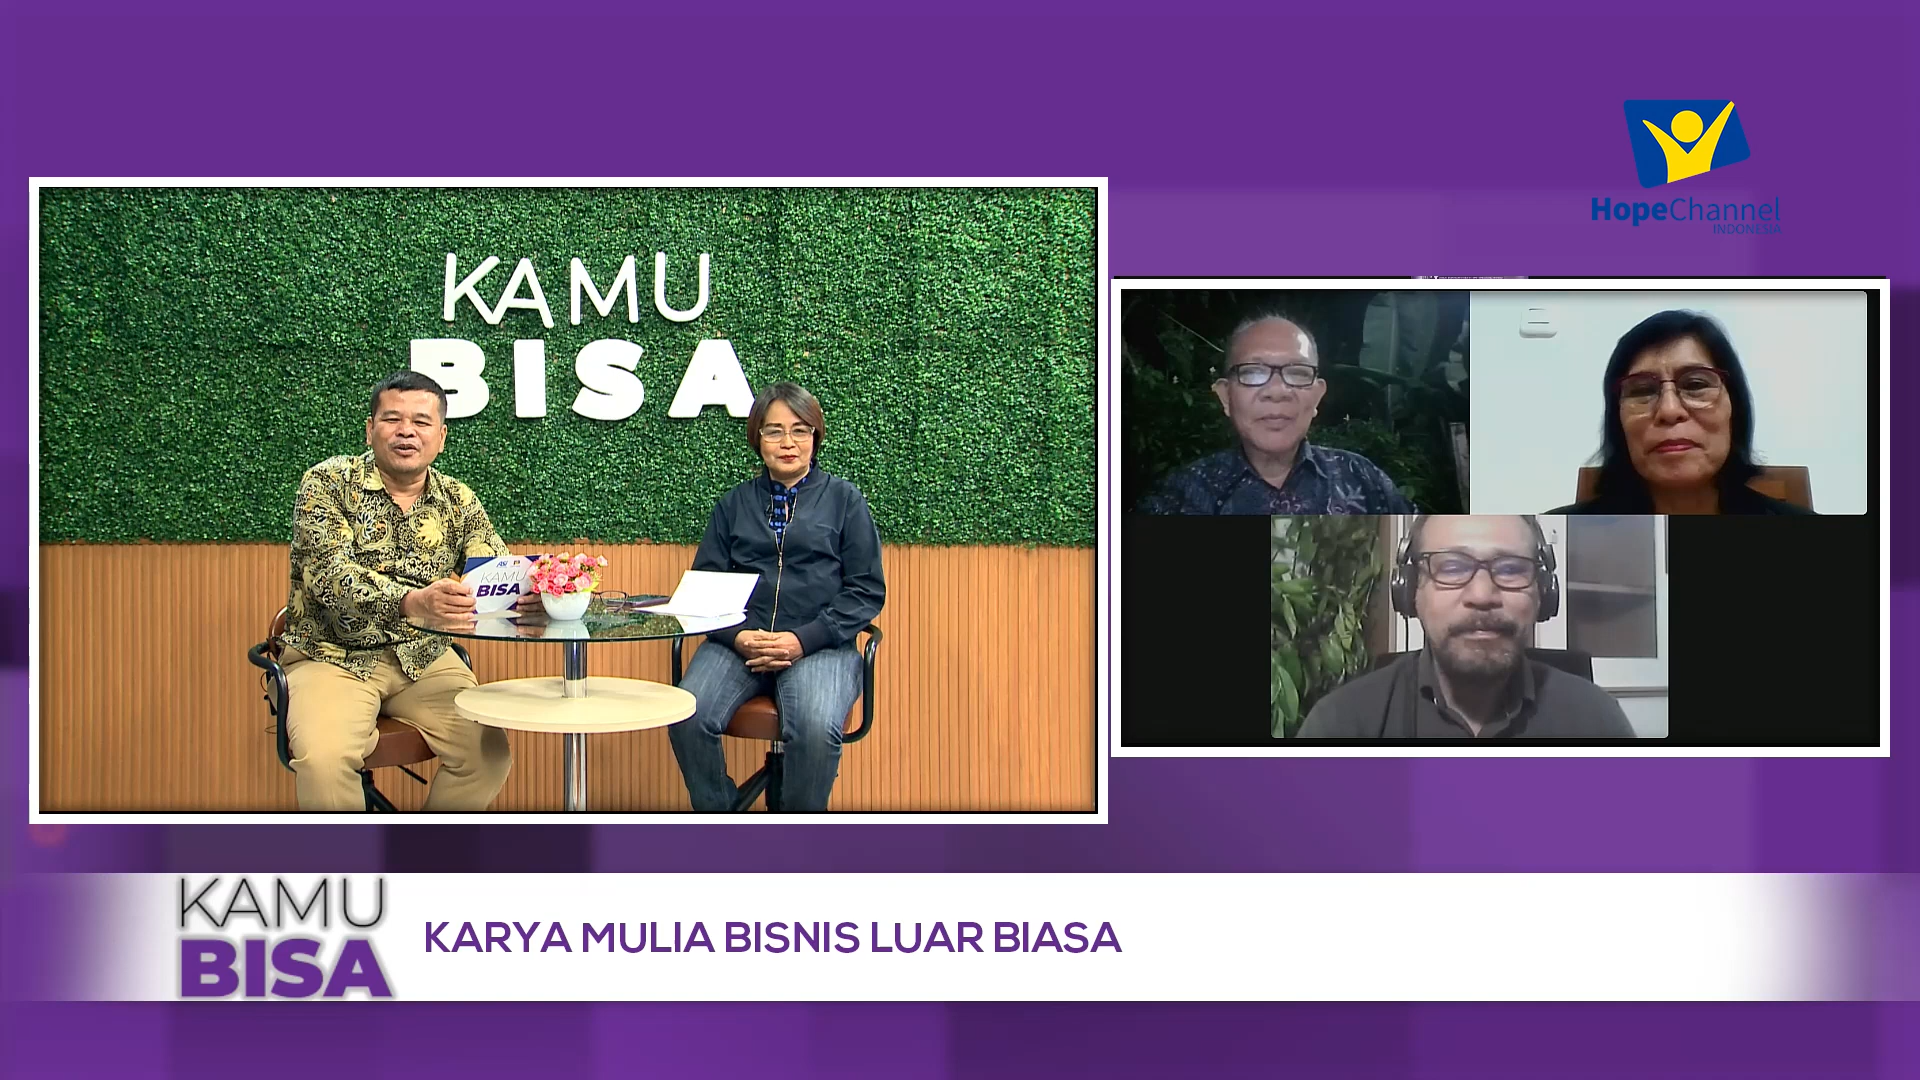 HopeChannel
INDONESIA
KAMU
BISA
KAMU
BISA
KAMU
BISA
KARYA MULIA BISNIS LUAR BIASA